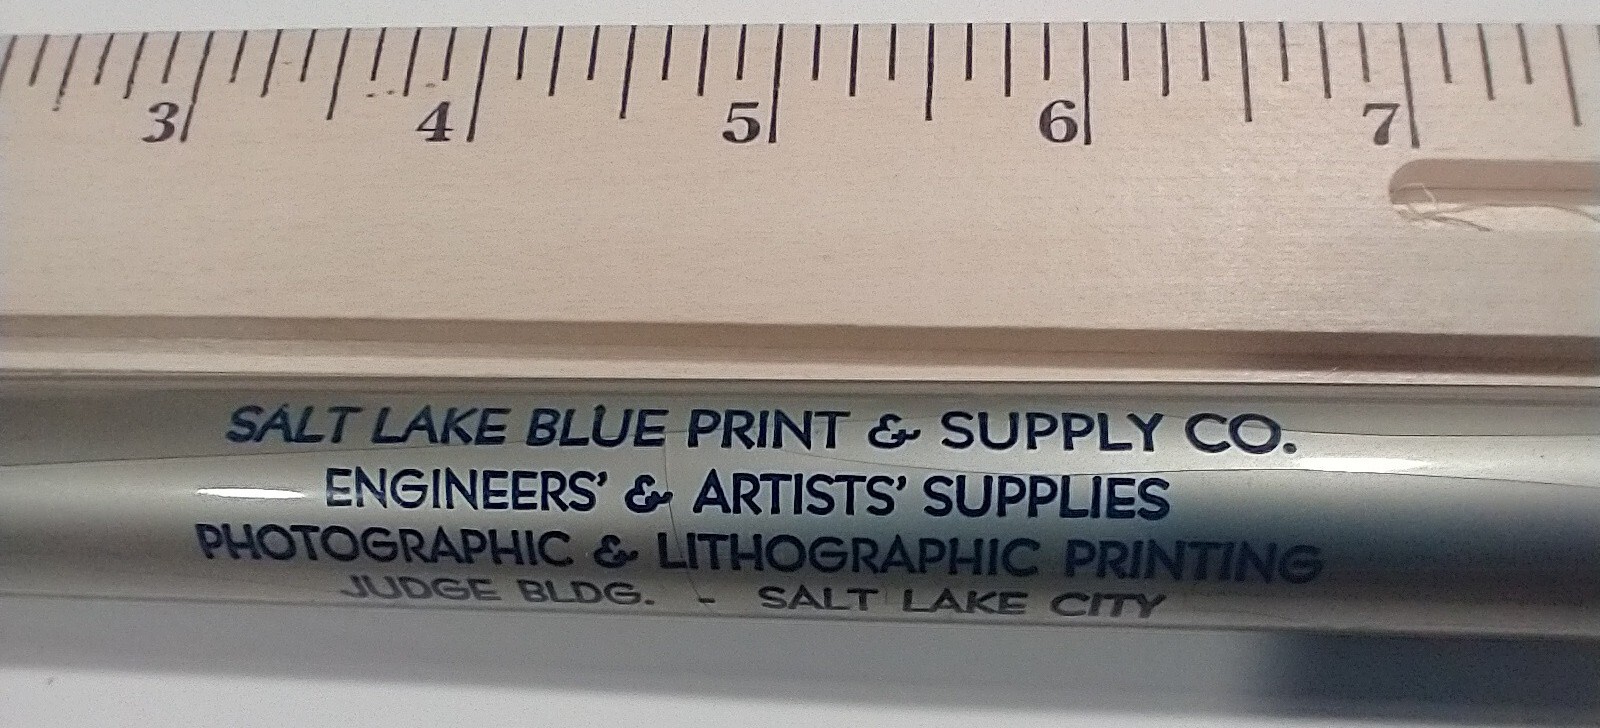 3 4 5 6 7
SALT LAKE BLUE PRINT & SUPPLY CO.
ENGINEERS' & ARTISTS' SUPPLIES
PHOTOGRAPHIC & LITHOGRAPHIC PRINTING
JUDGE BLDG. - SALT LAKE CITY